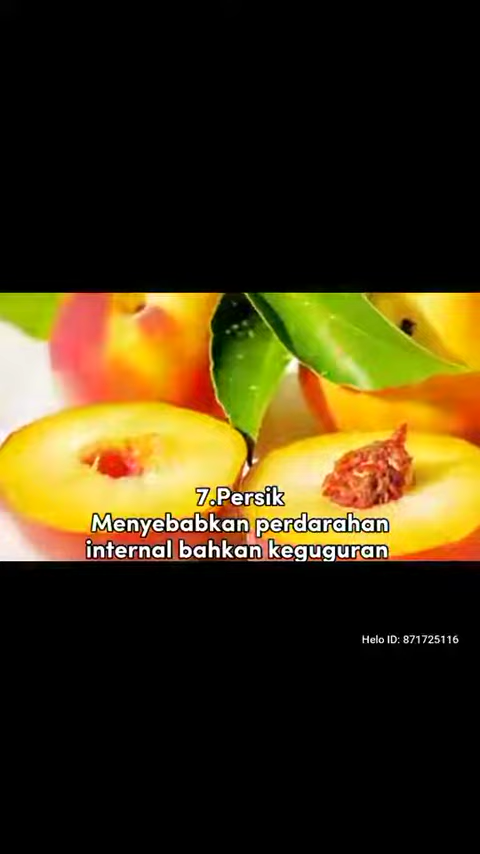 7.Persik
Menyebabkan perdarahan
internal bahkan keguguran
Helo ID: 871725116